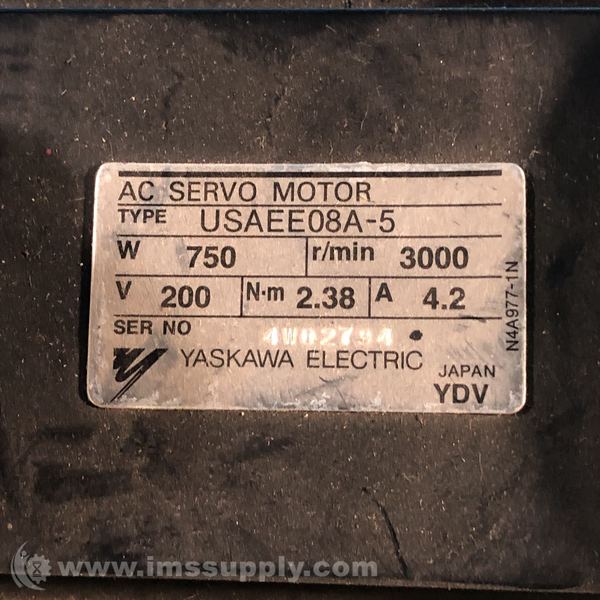 AC SERVO MOTOR
TYPE USAEE08A-5
W 750 r/min 3000
V 200 N·m 2.38 A 4.2
SER NO 4W02794
YASKAWA ELECTRIC
JAPAN
YDV
N4A977-1N
www.imssupply.com